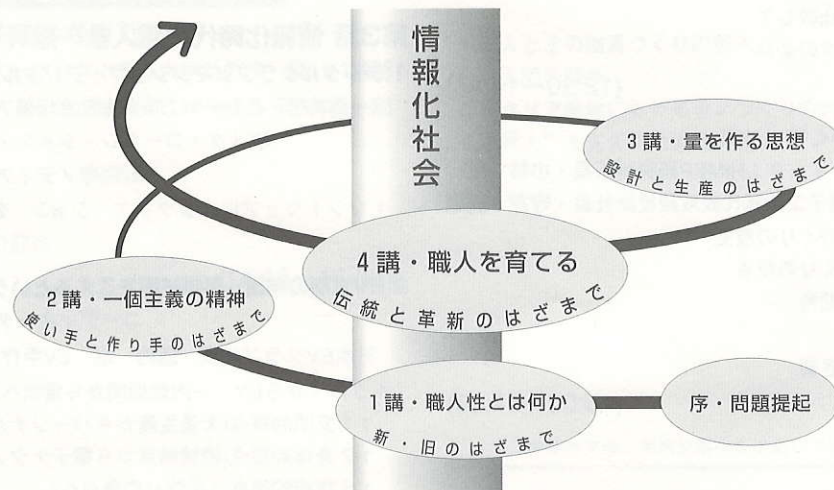 情報化社会
3講・量を作る思想
設計と生産のはざまで
4講・職人を育てる
伝統と革新のはざまで
2講・一個主義の精神
使い手と作り手のはざまで
1講・職人性とは何か
新・旧のはざまで
序・問題提起